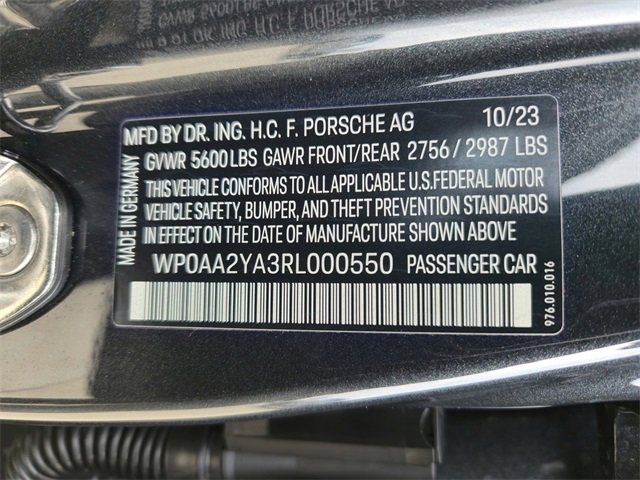 MFD BY DR. ING. H.C. F. PORSCHE AG 10/23
GVWR 5600 LBS GAWR FRONT/REAR 2756 / 2987 LBS
THIS VEHICLE CONFORMS TO ALL APPLICABLE U.S.FEDERAL MOTOR
VEHICLE SAFETY, BUMPER, AND THEFT PREVENTION STANDARDS
IN EFFECT ON THE DATE OF MANUFACTURE SHOWN ABOVE
WP0AA2YA3RL000550 PASSENGER CAR
MADE IN GERMANY
976.010.016